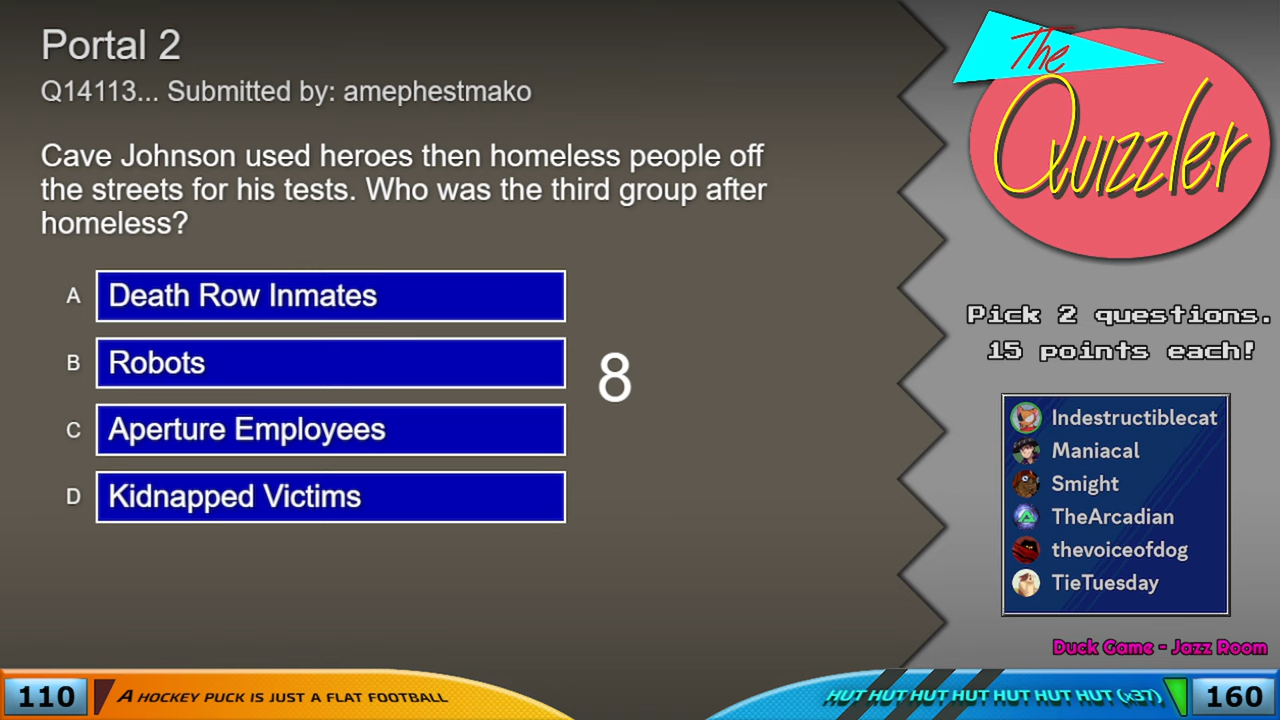 Portal 2
Q14113... Submitted by: amephestmako
Cave Johnson used heroes then homeless people off
the streets for his tests. Who was the third group after
homeless?
A Death Row Inmates
B Robots
C Aperture Employees
D Kidnapped Victims
8
The
Quizzler
Pick 2 questions.
15 points each!
Indestructiblecat
Maniacal
Smight
TheArcadian
thevoiceofdog
TieTuesday
Duck Game - Jazz Room
110
A HOCKEY PUCK IS JUST A FLAT FOOTBALL
HUT HUT HUT HUT HUT HUT HUT (x37)
160